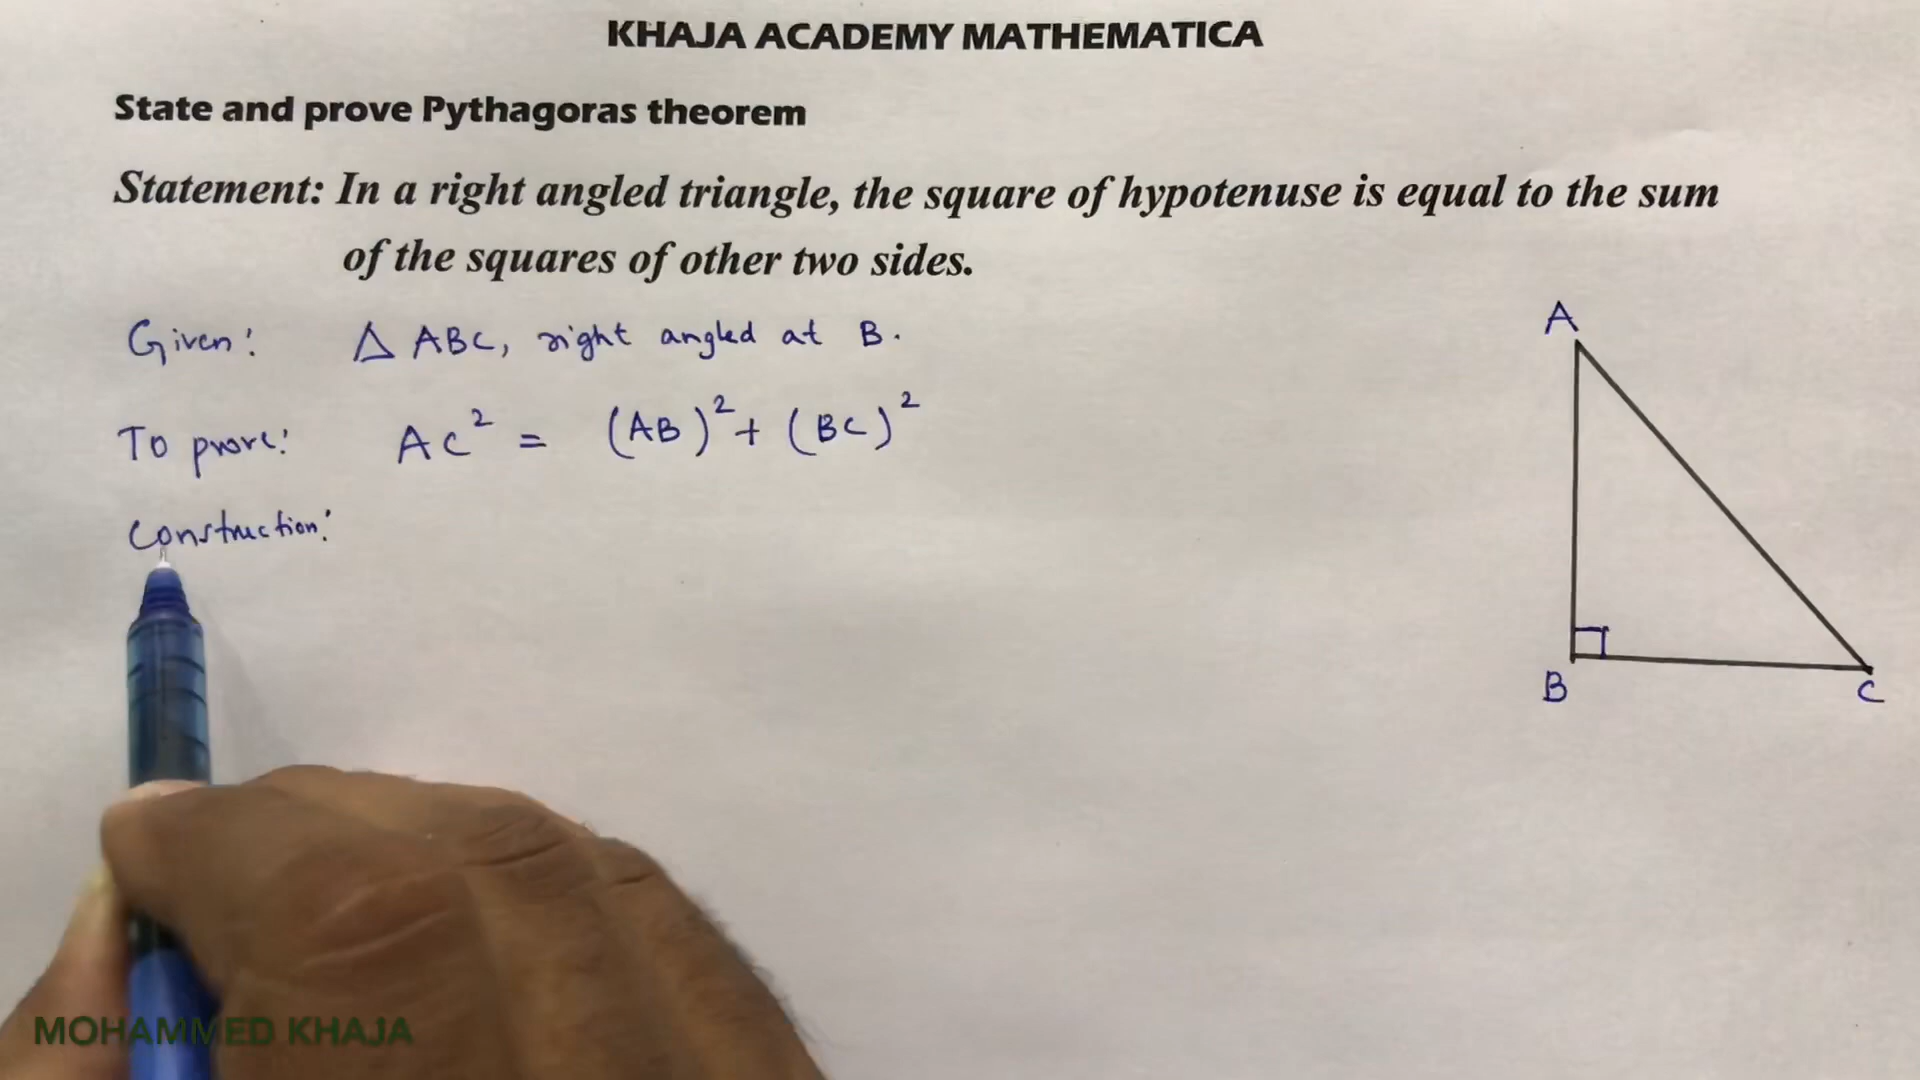 KHAJA ACADEMY MATHEMATICA
State and prove Pythagoras theorem
Statement: In a right angled triangle, the square of hypotenuse is equal to the sum
of the squares of other two sides.
Given: Δ ABC, right angled at B.
To prove: AC² = (AB)² + (BC)²
Construction:
A
B C
MOHAMMED KHAJA